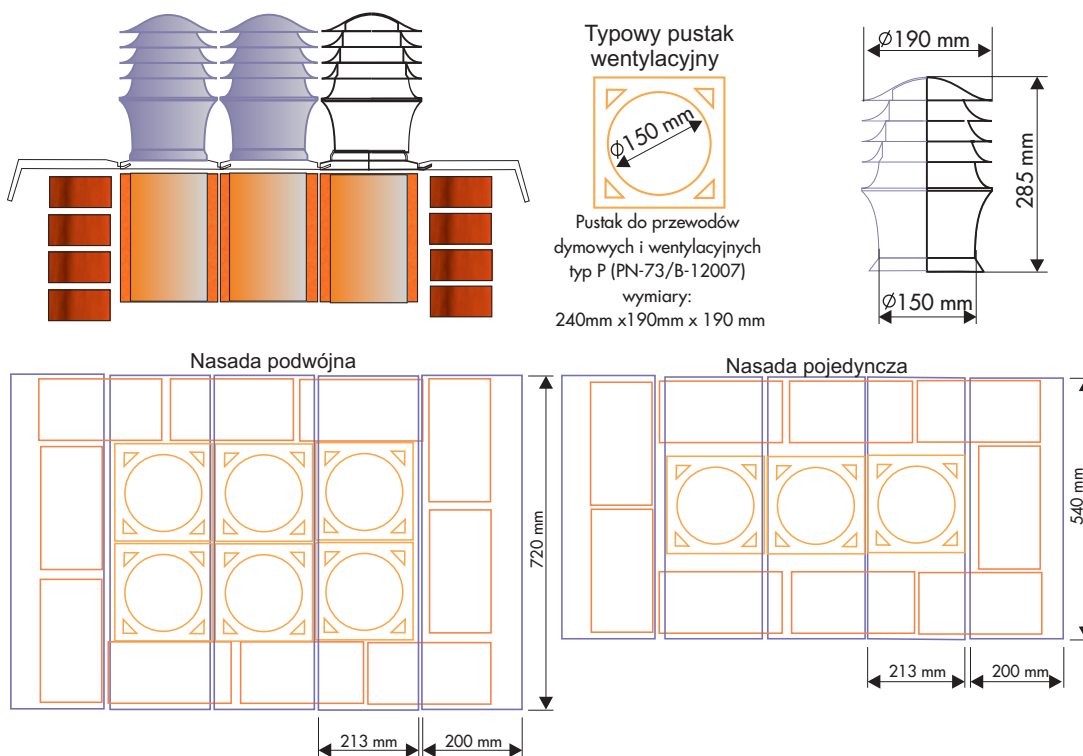 Typowy pustak
wentylacyjny
Ø150 mm
Pustak do przewodów
dymowych i wentylacyjnych
typ P (PN-73/B-12007)
wymiary:
240mm x190mm x 190 mm
Ø190 mm
285 mm
Ø150 mm
Nasada podwójna
720 mm
213 mm
200 mm
Nasada pojedyncza
540 mm
213 mm
200 mm